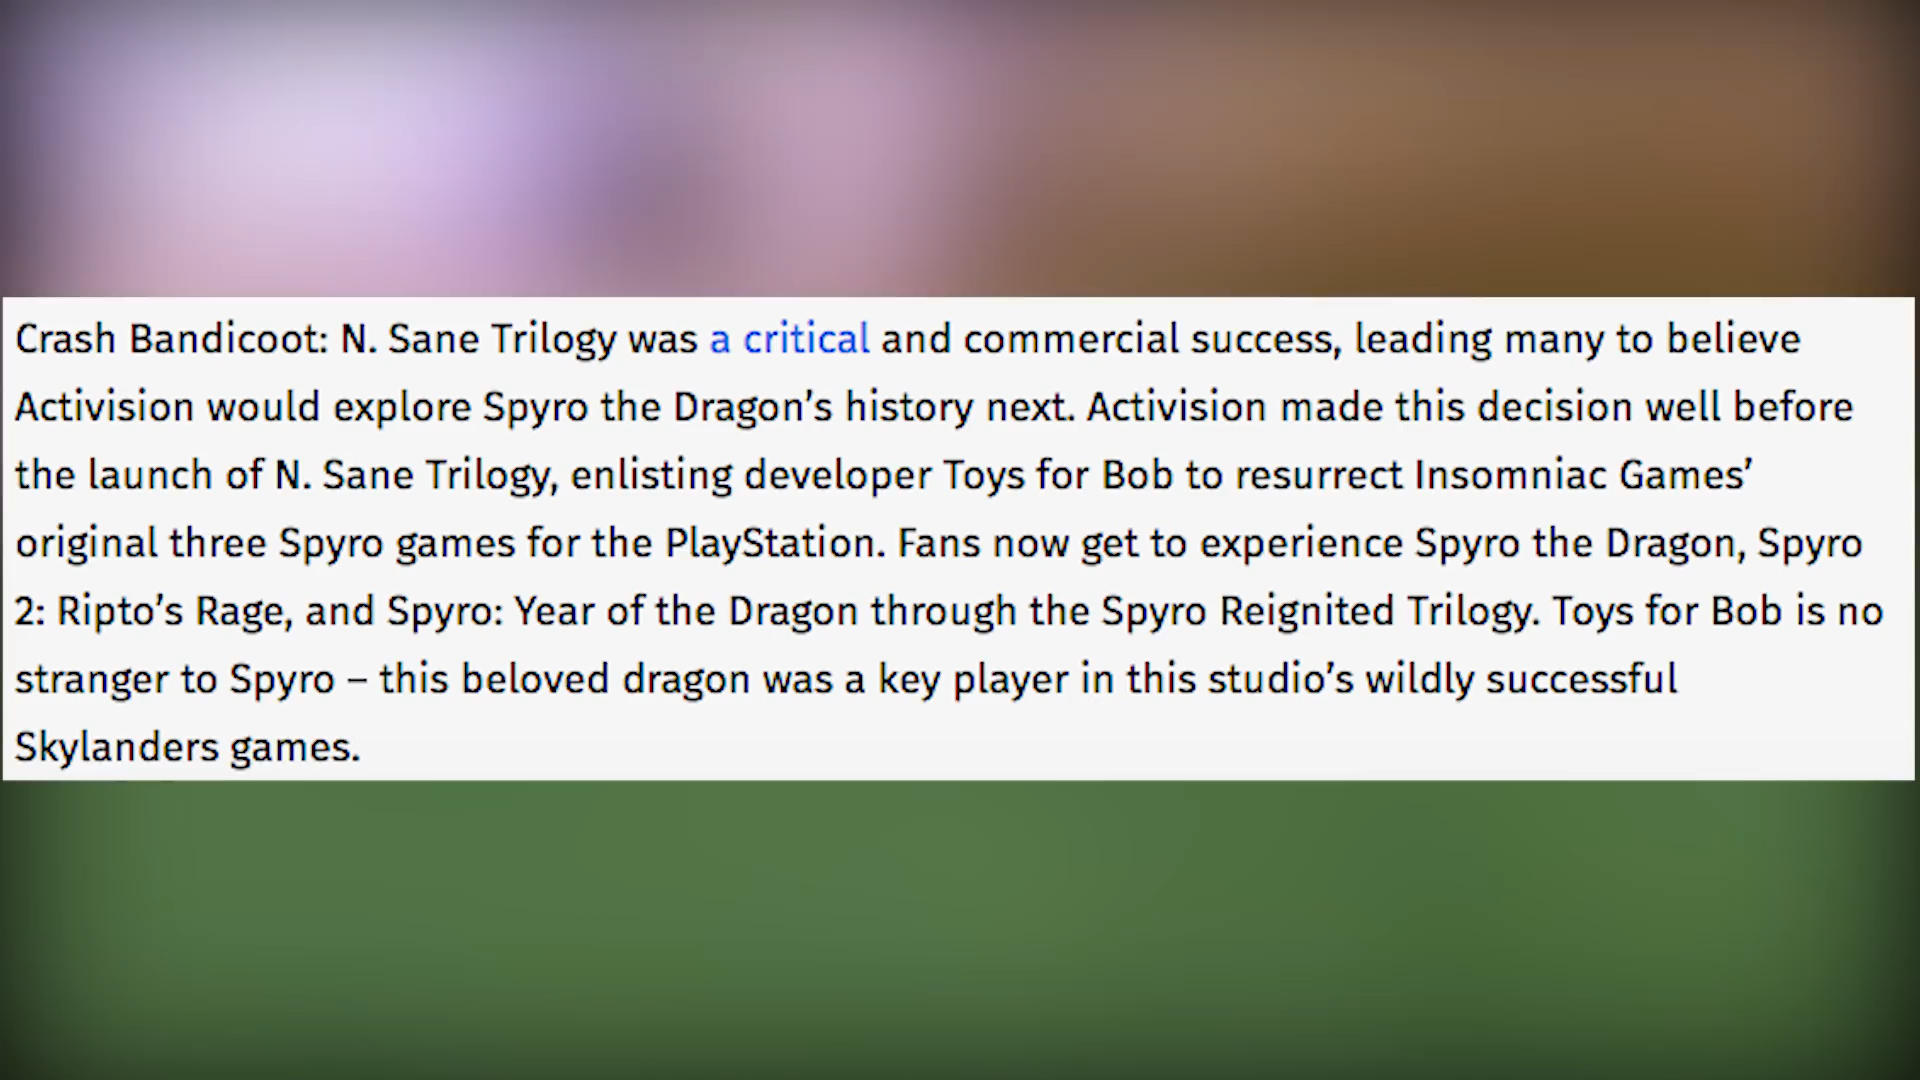 Crash Bandicoot: N. Sane Trilogy was a critical and commercial success, leading many to believe
Activision would explore Spyro the Dragon’s history next. Activision made this decision well before
the launch of N. Sane Trilogy, enlisting developer Toys for Bob to resurrect Insomniac Games’
original three Spyro games for the PlayStation. Fans now get to experience Spyro the Dragon, Spyro
2: Ripto’s Rage, and Spyro: Year of the Dragon through the Spyro Reignited Trilogy. Toys for Bob is no
stranger to Spyro – this beloved dragon was a key player in this studio’s wildly successful
Skylanders games.